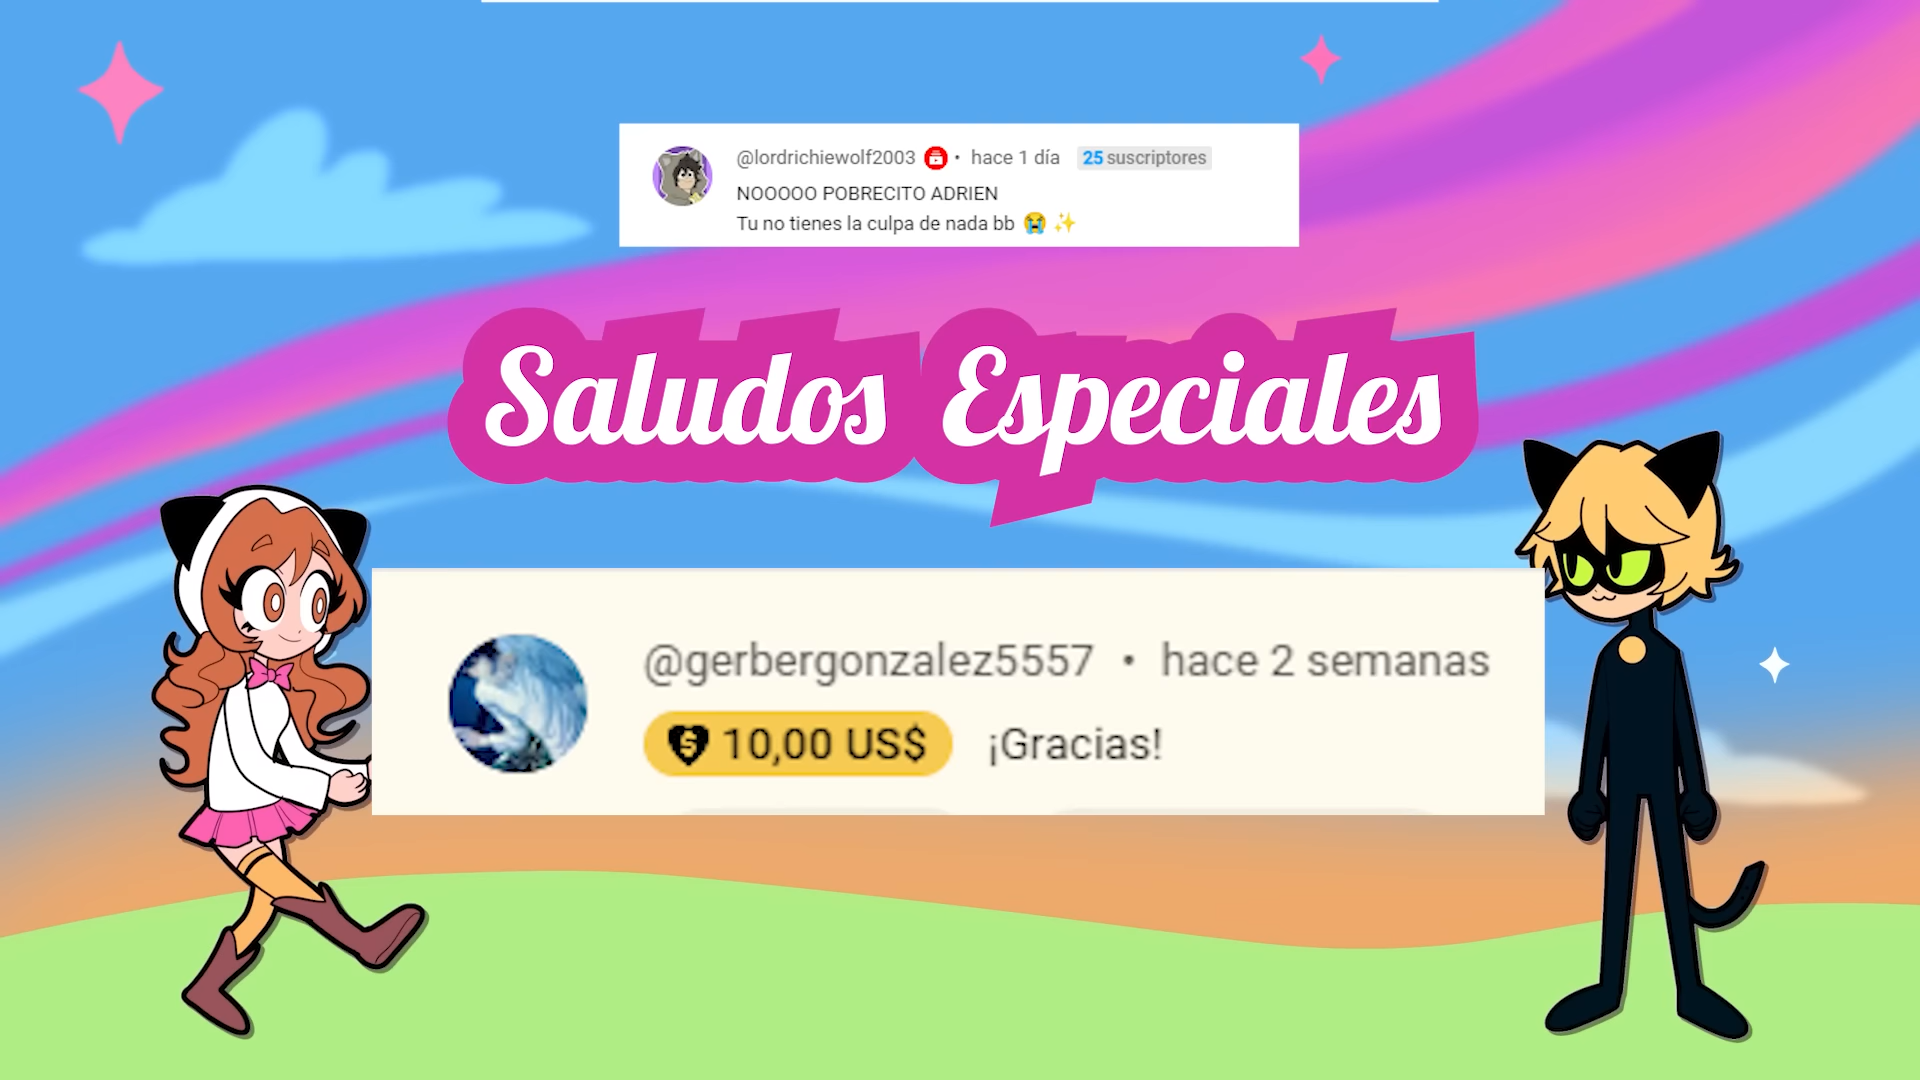 @lordrichiewolf2003 • hace 1 día 25 suscriptores
NOOOOO POBRECITO ADRIEN
Tu no tienes la culpa de nada bb 😭 ✨
Saludos Especiales
@gerbergonzalez5557 • hace 2 semanas
10,00 US$ ¡Gracias!